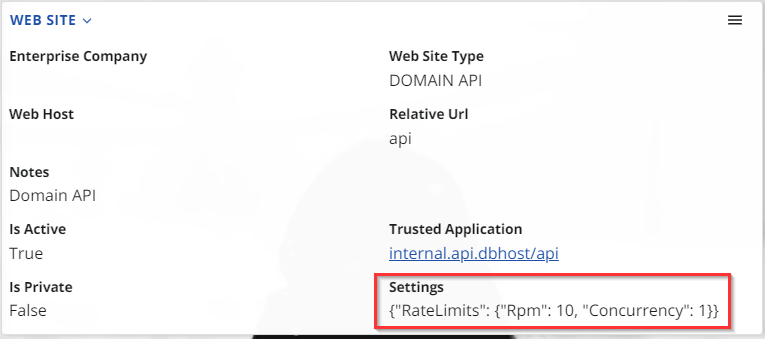 WEB SITE
Enterprise Company
Web Site Type
DOMAIN API
Web Host
Relative Url
api
Notes
Domain API
Is Active
True
Trusted Application
internal.api.dbhost/api
Is Private
False
Settings
{"RateLimits": {"Rpm": 10, "Concurrency": 1}}